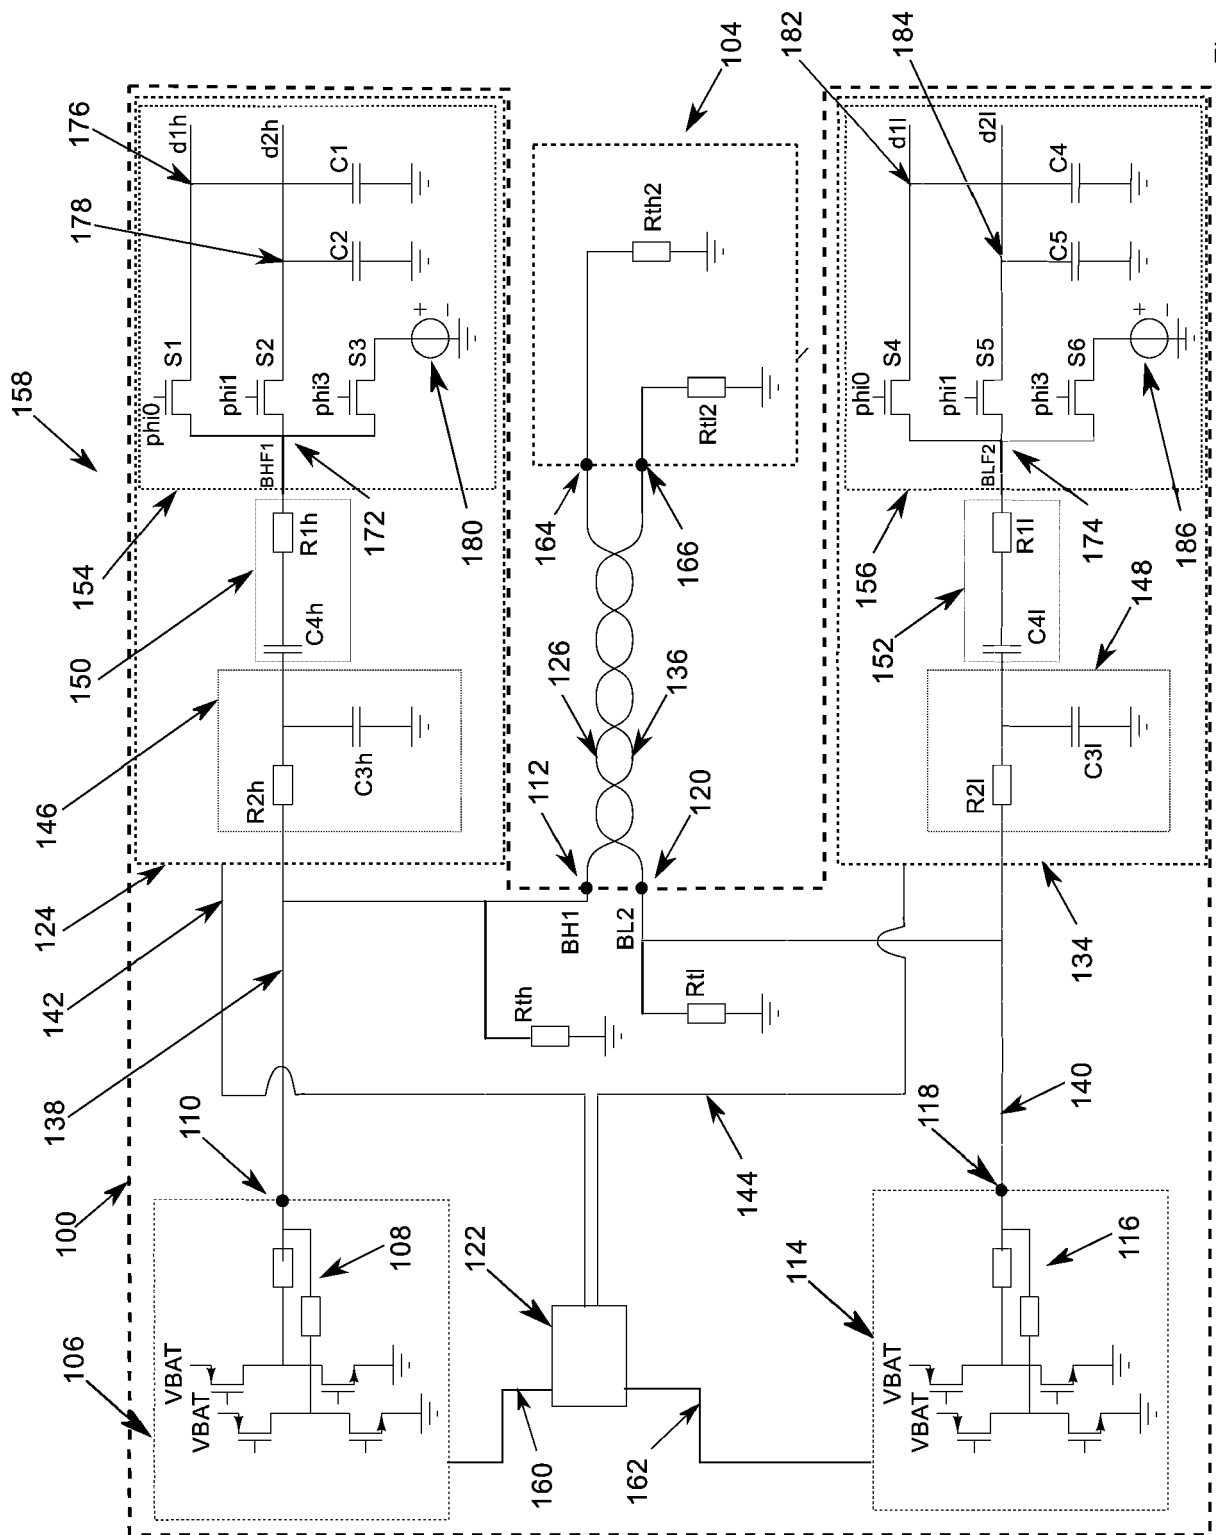 158
154
176
178
d1h
d2h
phi0
S1
phi1
S2
phi3
S3
C1
C2
+
−
BHF1
172
180
150
R1h
C4h
146
R2h
C3h
124
142
138
110
100
106
VBAT
VBAT
108
104
Rth2
Rtl2
164
166
126
136
112
120
BH1
BL2
Rth
Rtl
122
160
162
144
182
184
d1l
d2l
phi0
S4
phi1
S5
phi3
S6
C4
C5
+
−
BLF2
174
186
156
152
R1l
C4l
148
R2l
C3l
134
140
118
114
VBAT
VBAT
116